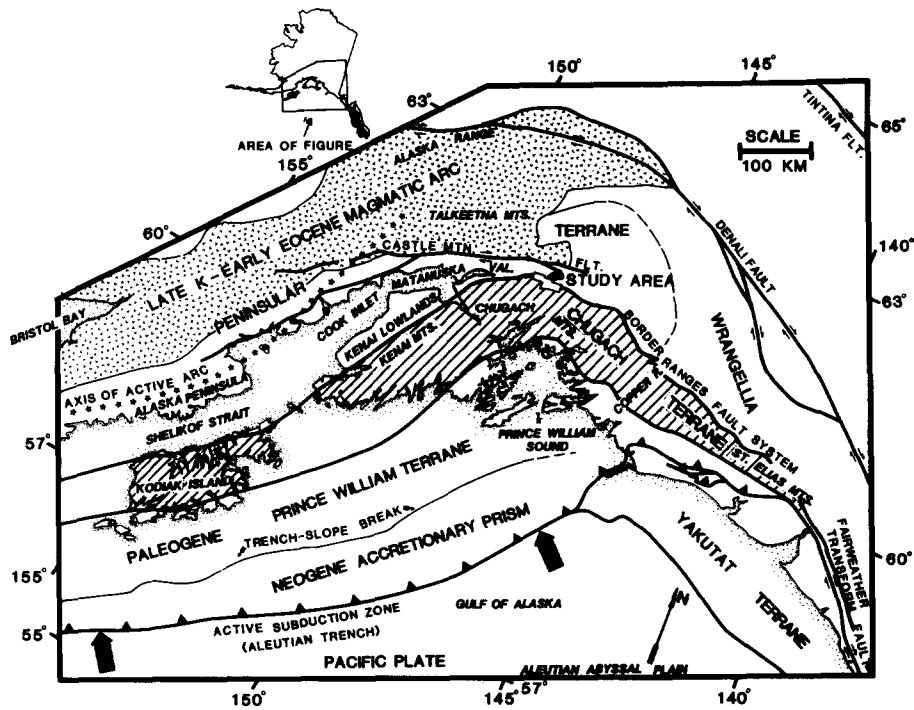 AREA OF FIGURE
150°
145°
63°
155°
60°
65°
140°
63°
57°
155°
55°
60°
150°
145°
57°
140°
TINTINA FLT.
SCALE
100 KM
ALASKA RANGE
LATE K - EARLY EOCENE MAGMATIC ARC
TALKEETNA MTS.
TERRANE
DENALI FAULT
CASTLE MTN.
FLT.
STUDY AREA
PENINSULAR
MATANUSKA
VAL.
COOK INLET
BRISTOL BAY
KENAI LOWLANDS
KENAI MTS.
CHUGACH
CHUGACH
MTS.
BORDER RANGES FAULT SYSTEM
WRANGELLIA
AXIS OF ACTIVE ARC
ALASKA PENINSULA
SHELIKOF STRAIT
COPPER
TERRANE
ST. ELIAS MTS.
PRINCE WILLIAM
SOUND
KODIAK ISLAND
PRINCE WILLIAM TERRANE
PALEOGENE
TRENCH-SLOPE BREAK
NEOGENE ACCRETIONARY PRISM
YAKUTAT
TERRANE
FAIRWEATHER
TRANSFORM FAULT
GULF OF ALASKA
ACTIVE SUBDUCTION ZONE
(ALEUTIAN TRENCH)
N
PACIFIC PLATE
ALEUTIAN ABYSSAL PLAIN